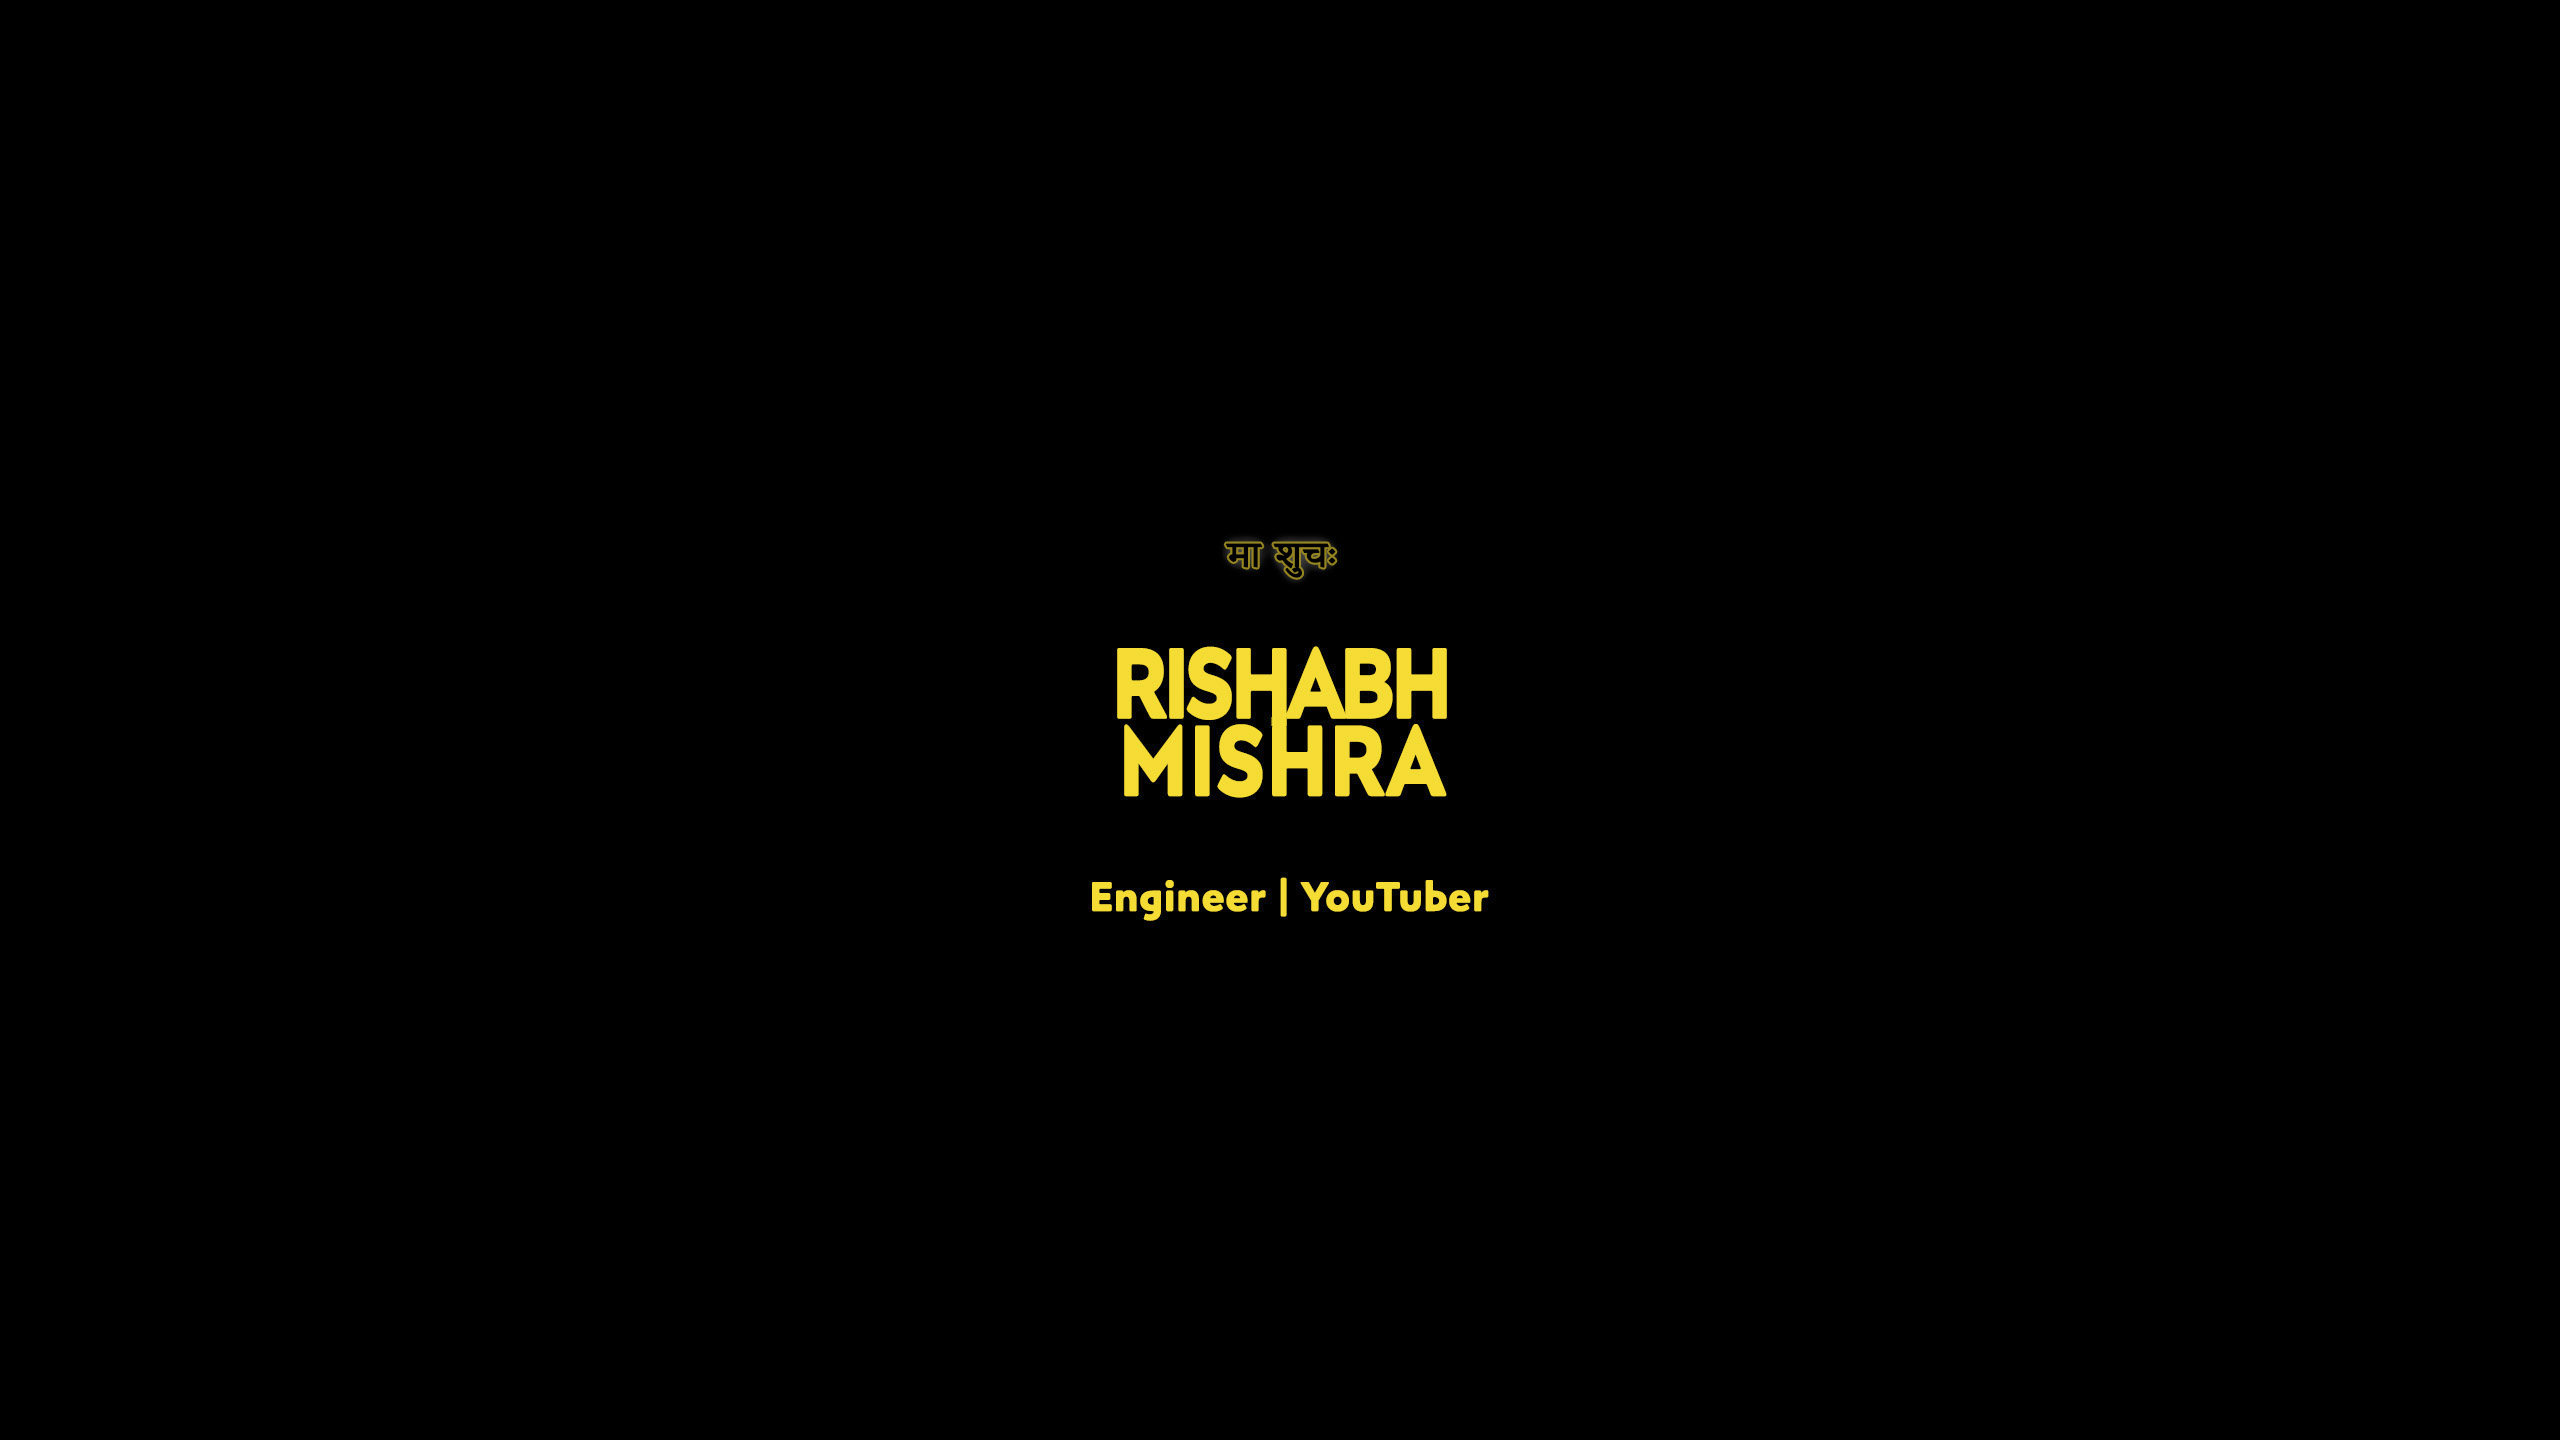 मा शुचः
RISHABH
MISHRA
Engineer | YouTuber